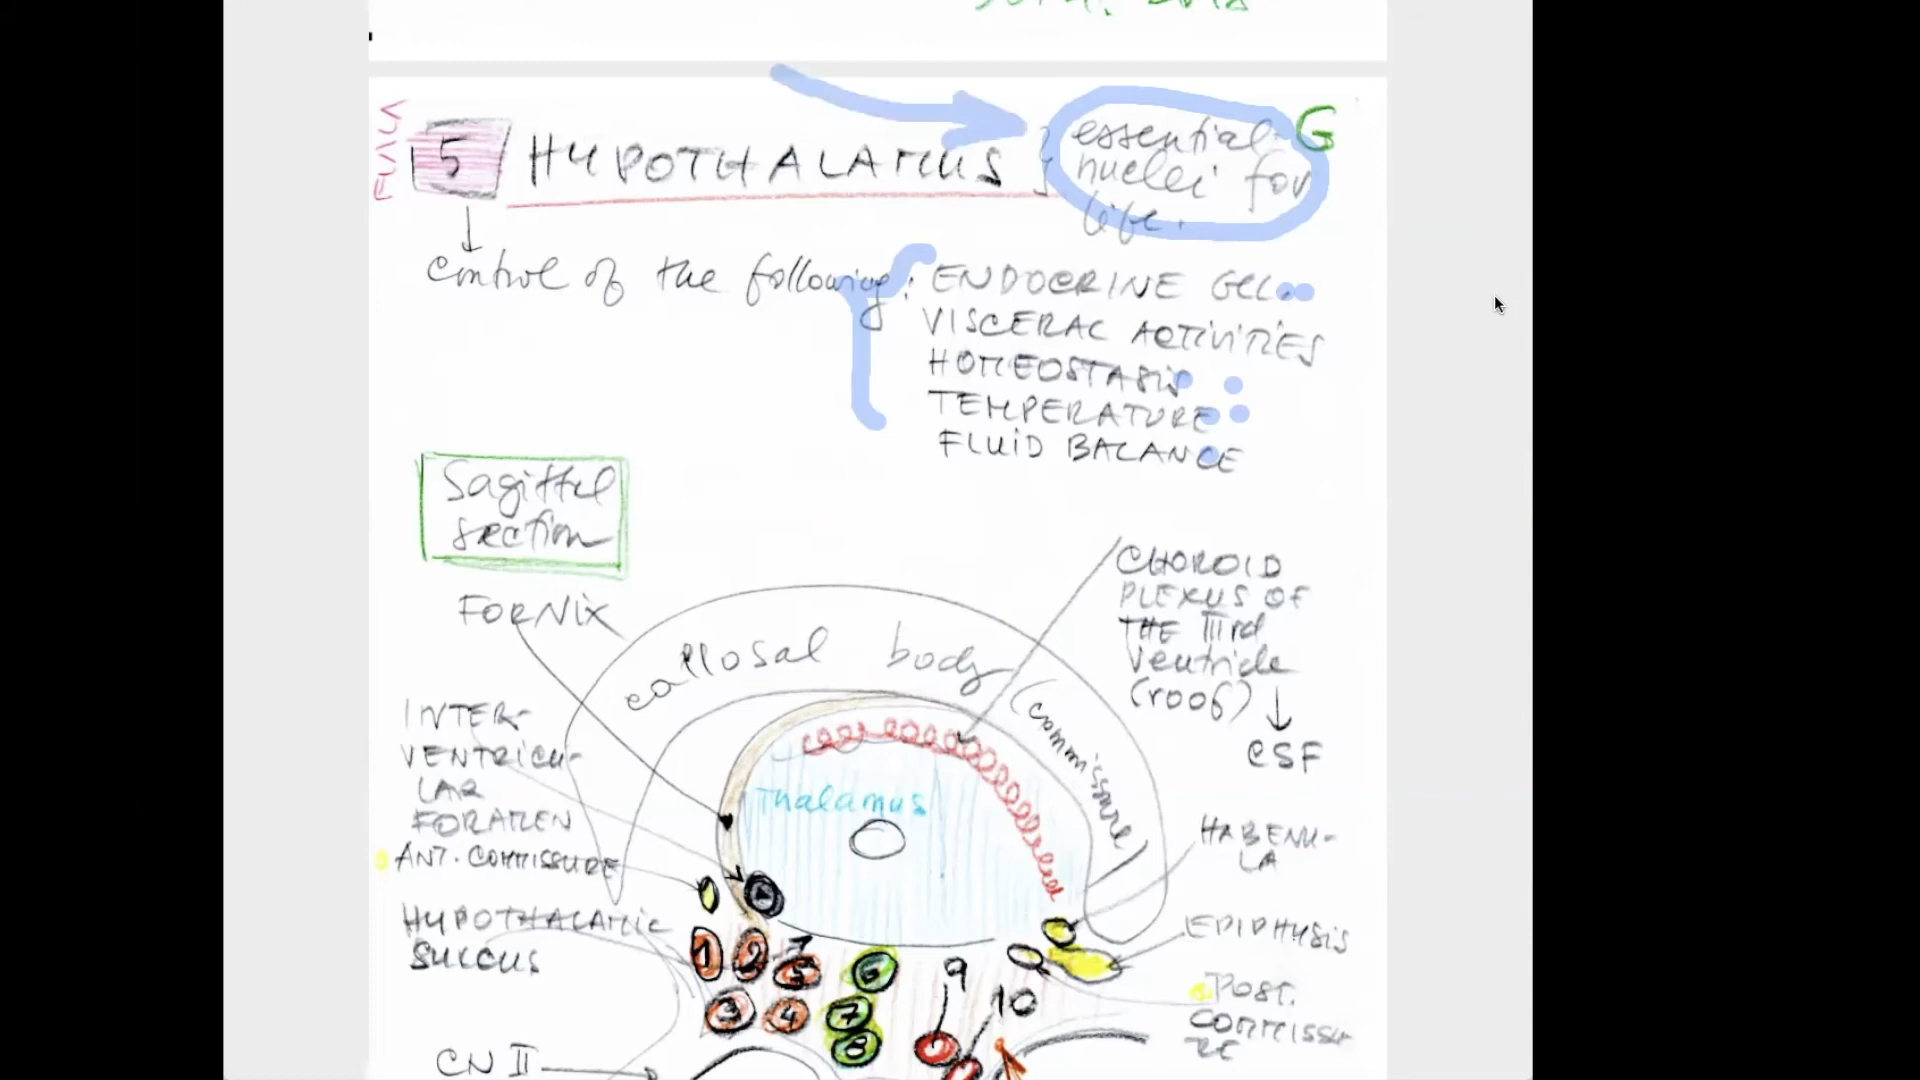 5 HYPOTHALAMUS
essential G
nuclei for
life.
control of the following: ENDOCRINE GL.
VISCERAL ACTIVITIES
HOMEOSTASIS
TEMPERATURE
FLUID BALANCE
Sagittal
section
FORNIX
callosal body (commissure)
CHOROID
PLEXUS OF
THE IIIrd
Ventricle
(roof)
CSF
INTER-
VENTRICU-
LAR
FORAMEN
ANT. COMMISSURE
HYPOTHALAMIC
SULCUS
Thalamus
HABENU-
LA
EPIPHYSIS
POST.
COMMISSU-
RE
1 2 5 6 9
3 4 7 10
8
CN II